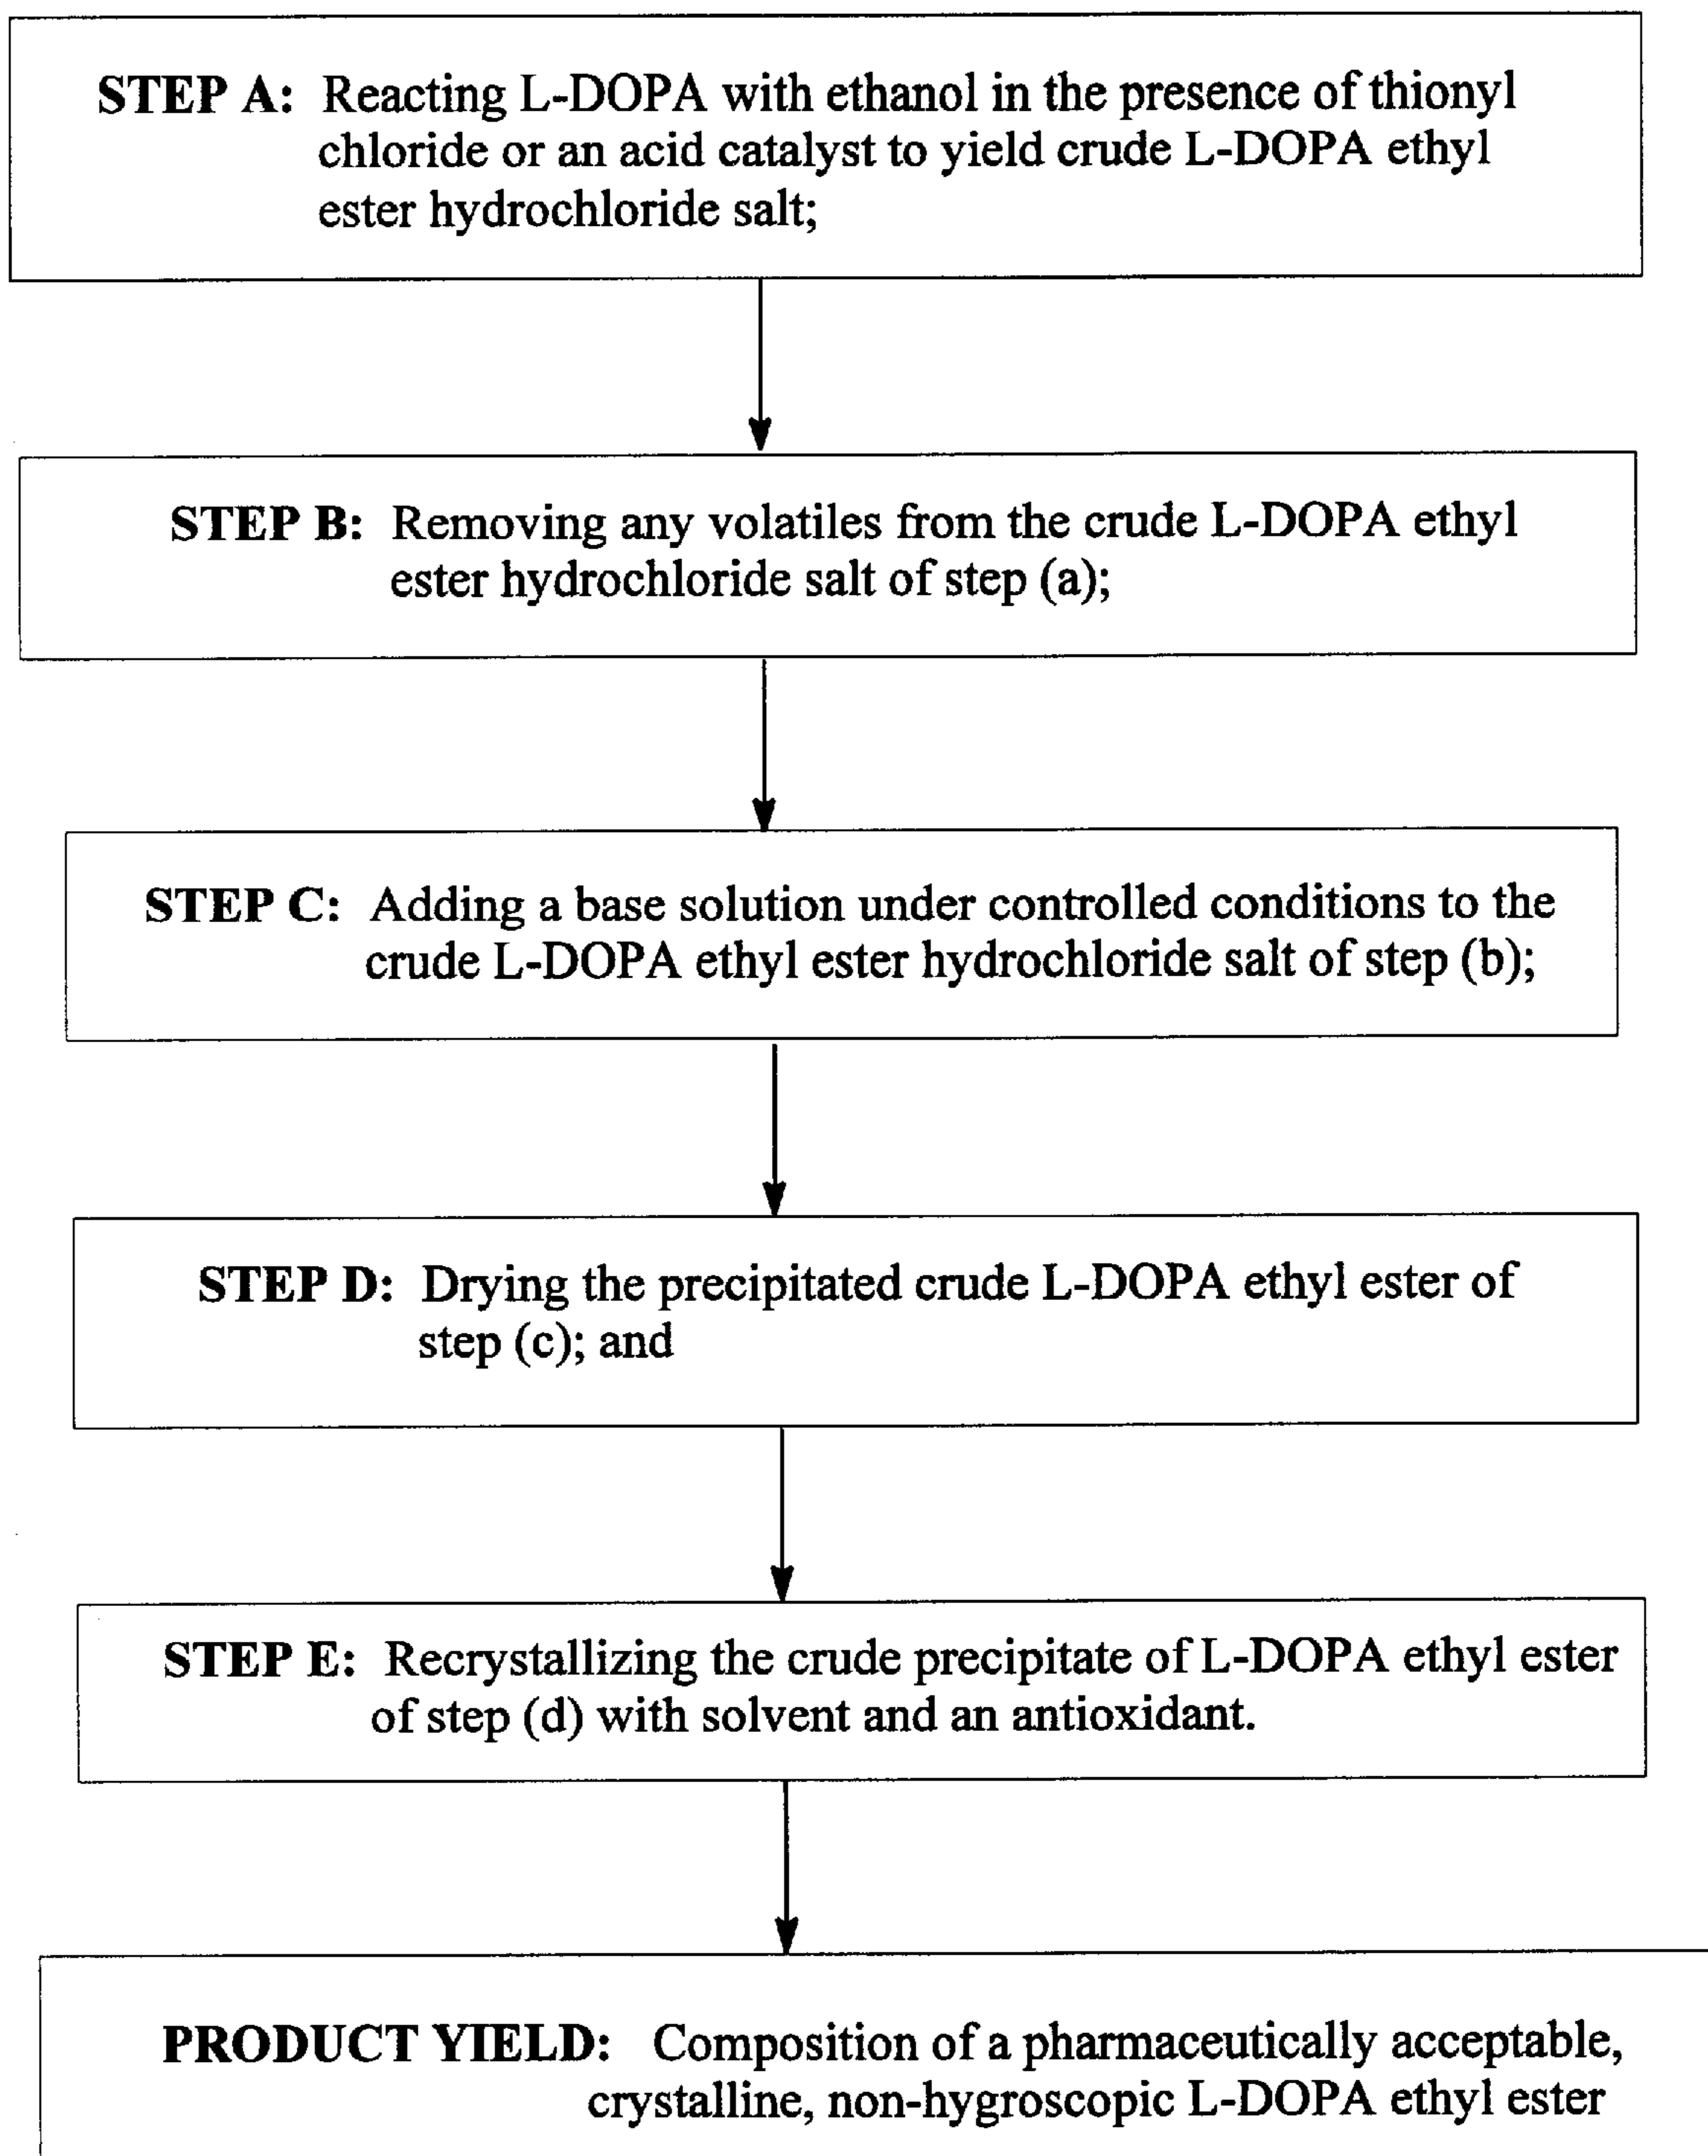 STEP A: Reacting L-DOPA with ethanol in the presence of thionyl
chloride or an acid catalyst to yield crude L-DOPA ethyl
ester hydrochloride salt;
STEP B: Removing any volatiles from the crude L-DOPA ethyl
ester hydrochloride salt of step (a);
STEP C: Adding a base solution under controlled conditions to the
crude L-DOPA ethyl ester hydrochloride salt of step (b);
STEP D: Drying the precipitated crude L-DOPA ethyl ester of
step (c); and
STEP E: Recrystallizing the crude precipitate of L-DOPA ethyl ester
of step (d) with solvent and an antioxidant.
PRODUCT YIELD: Composition of a pharmaceutically acceptable,
crystalline, non-hygroscopic L-DOPA ethyl ester